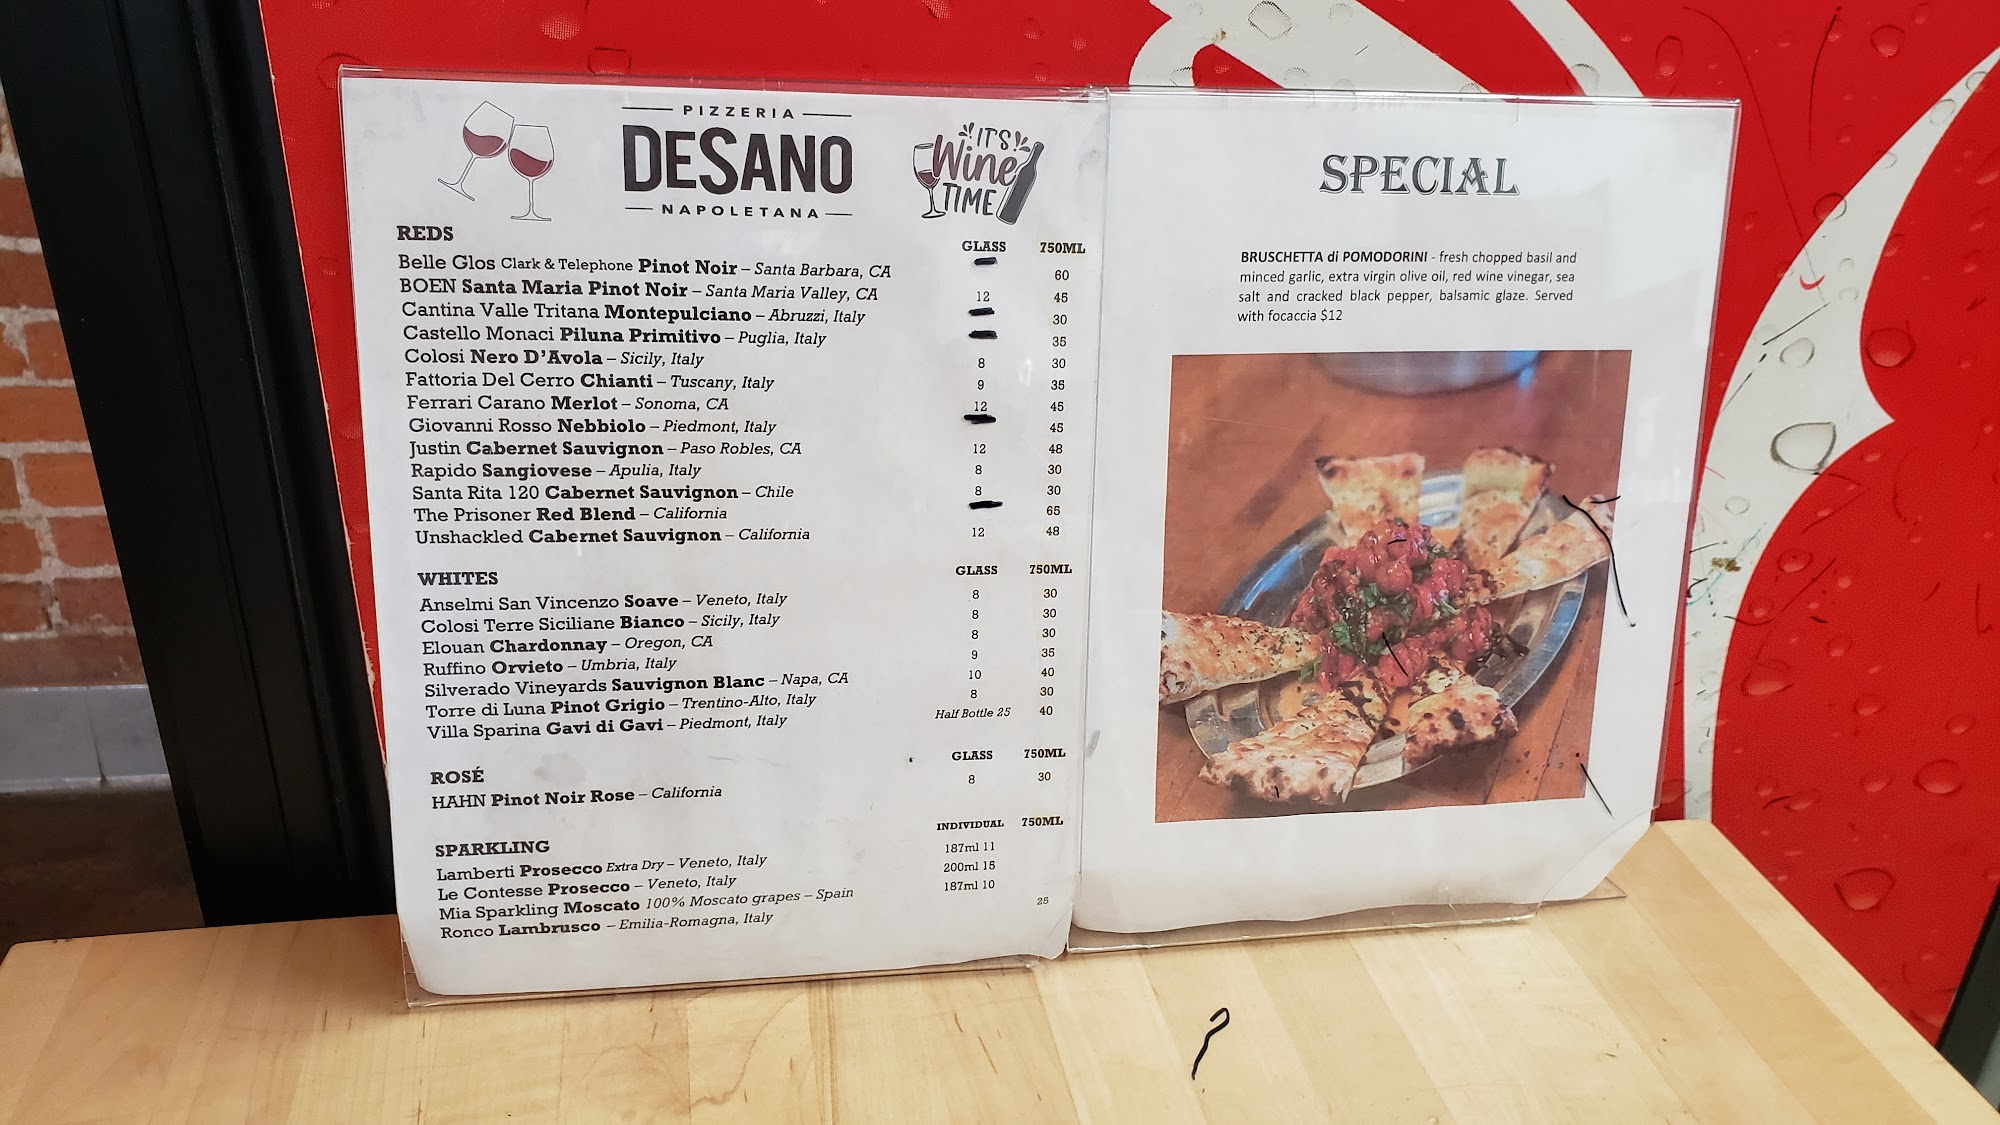 PIZZERIA
DESANO
NAPOLETANA
IT'S
Wine
TIME
REDS GLASS 750ML
Belle Glos Clark & Telephone Pinot Noir – Santa Barbara, CA 60
BOEN Santa Maria Pinot Noir – Santa Maria Valley, CA 12 45
Cantina Valle Tritana Montepulciano – Abruzzi, Italy 30
Castello Monaci Piluna Primitivo – Puglia, Italy 35
Colosi Nero D'Avola – Sicily, Italy 8 30
Fattoria Del Cerro Chianti – Tuscany, Italy 9 35
Ferrari Carano Merlot – Sonoma, CA 12 45
Giovanni Rosso Nebbiolo – Piedmont, Italy 45
Justin Cabernet Sauvignon – Paso Robles, CA 12 48
Rapido Sangiovese – Apulia, Italy 8 30
Santa Rita 120 Cabernet Sauvignon – Chile 8 30
The Prisoner Red Blend – California 65
Unshackled Cabernet Sauvignon – California 12 48
WHITES GLASS 750ML
Anselmi San Vincenzo Soave – Veneto, Italy 8 30
Colosi Terre Siciliane Bianco – Sicily, Italy 8 30
Elouan Chardonnay – Oregon, CA 8 30
Ruffino Orvieto – Umbria, Italy 9 35
Silverado Vineyards Sauvignon Blanc – Napa, CA 10 40
Torre di Luna Pinot Grigio – Trentino-Alto, Italy 8 30
Villa Sparina Gavi di Gavi – Piedmont, Italy Half Bottle 25 40
ROSÉ GLASS 750ML
HAHN Pinot Noir Rose – California 8 30
SPARKLING INDIVIDUAL 750ML
Lamberti Prosecco Extra Dry – Veneto, Italy 187ml 11
Le Contesse Prosecco – Veneto, Italy 200ml 15
Mia Sparkling Moscato 100% Moscato grapes – Spain 187ml 10
Ronco Lambrusco – Emilia-Romagna, Italy 25
SPECIAL
BRUSCHETTA di POMODORINI - fresh chopped basil and
minced garlic, extra virgin olive oil, red wine vinegar, sea
salt and cracked black pepper, balsamic glaze. Served
with focaccia $12